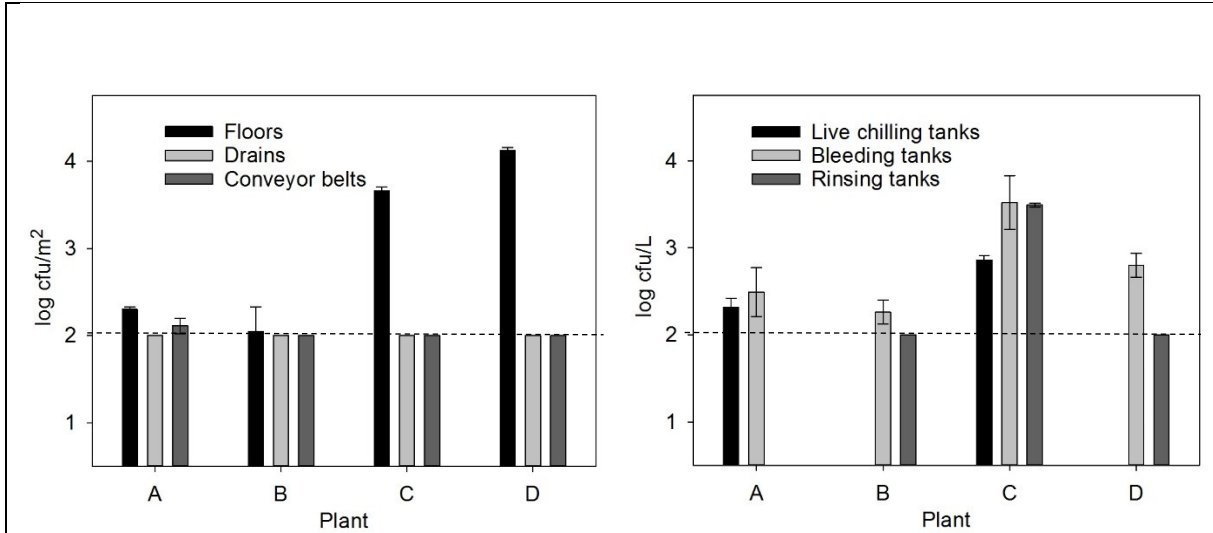 Floors
Drains
Conveyor belts
4
3
2
1
log cfu/m²
A B C D
Plant
Live chilling tanks
Bleeding tanks
Rinsing tanks
4
3
2
1
log cfu/L
A B C D
Plant